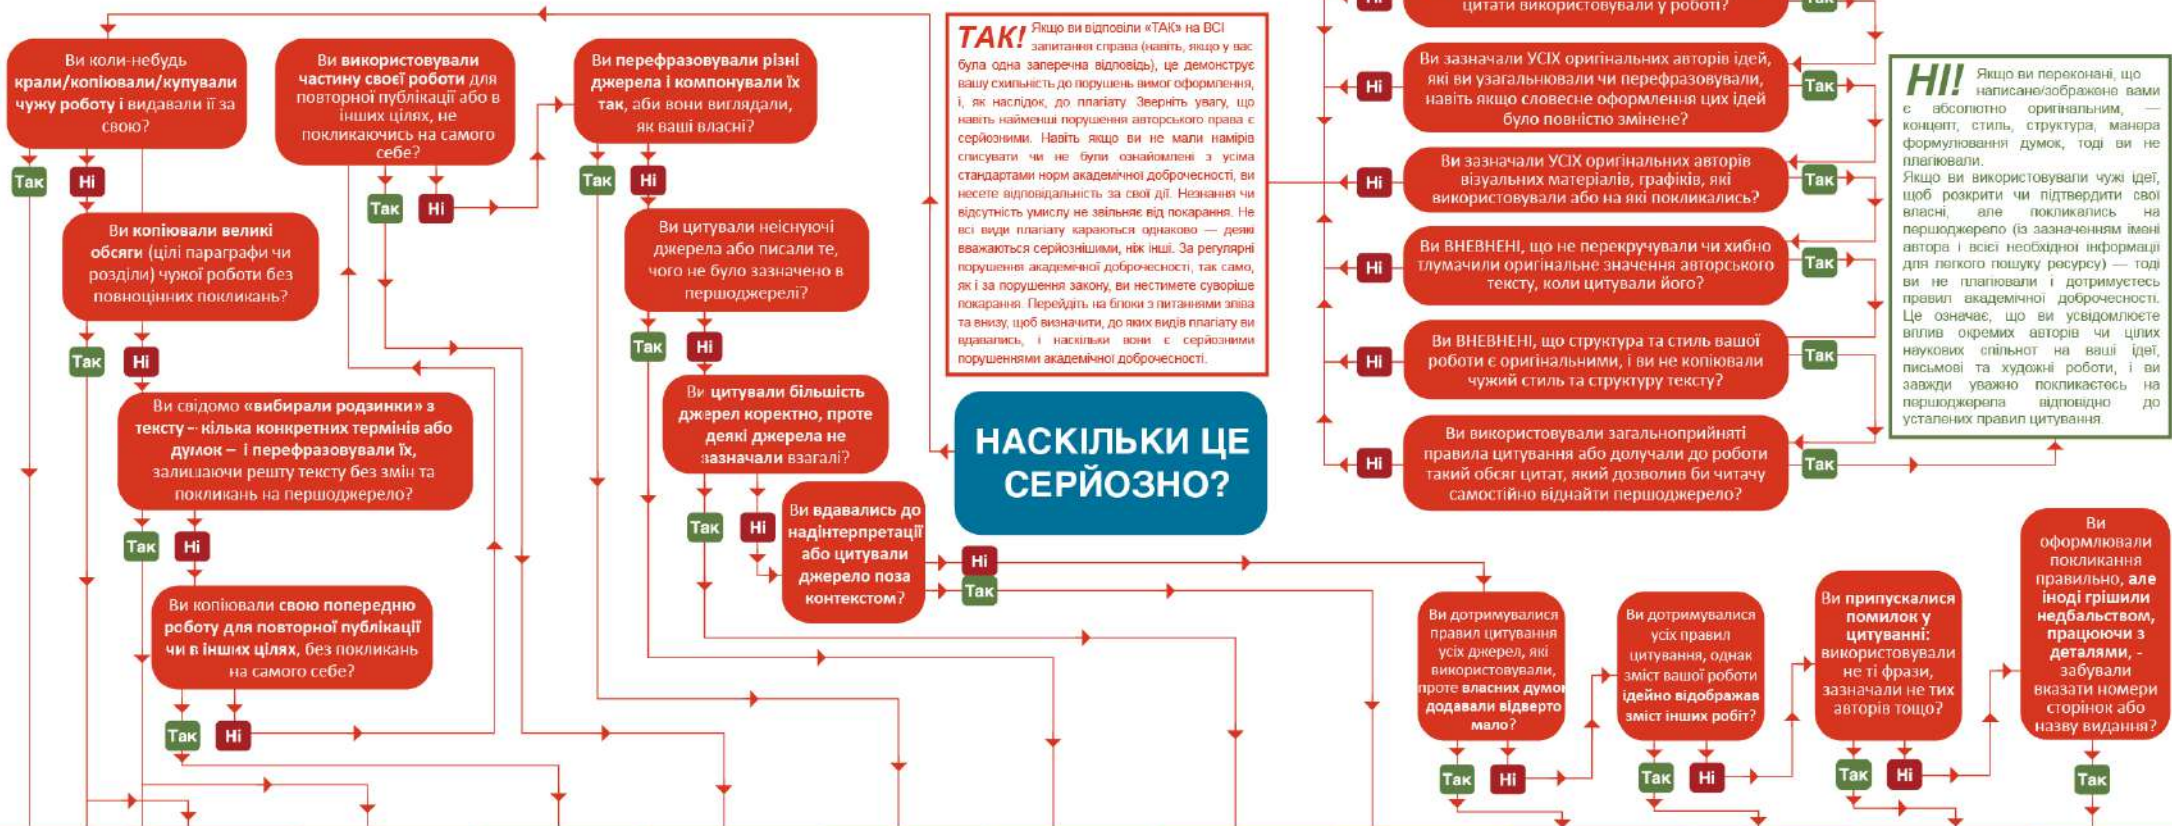 Ви коли-небудь
крали/копіювали/купували
чужу роботу і видавали її за
свою?
Так
Ні
Ви копіювали великі
обсяги (цілі параграфи чи
розділи) чужої роботи без
повноцінних покликань?
Так
Ні
Ви свідомо «вибирали родзинки» з
тексту – кілька конкретних термінів або
думок – і перефразовували їх,
залишаючи решту тексту без змін та
покликань на першоджерело?
Так
Ні
Ви копіювали свою попередню
роботу для повторної публікації
чи в інших цілях, без покликань
на самого себе?
Так
Ні
Ви використовували
частину своєї роботи для
повторної публікації або в
інших цілях, не
покликаючись на самого
себе?
Так
Ні
Ви перефразовували різні
джерела і компонували їх
так, аби вони виглядали,
як ваші власні?
Так
Ні
Ви цитували неіснуючі
джерела або писали те,
чого не було зазначено в
першоджерелі?
Так
Ні
Ви цитували більшість
джерел коректно, проте
деякі джерела не
зазначали взагалі?
Так
Ні
Ви вдавались до
надінтерпретації
або цитували
джерело поза
контекстом?
Ні
Так
ТАК! Якщо ви відповіли «ТАК» на ВСІ
запитання справа (навіть, якщо у вас
була одна заперечна відповідь), це демонструє
вашу схильність до порушень вимог оформлення,
і, як наслідок, до плагіату. Зверніть увагу, що
навіть найменші порушення авторського права є
серйозними. Навіть якщо ви не мали намірів
списувати чи не були ознайомлені з усіма
стандартами норм академічної доброчесності, ви
несете відповідальність за свої дії. Незнання чи
відсутність умислу не звільняє від покарання. Не
всі види плагіату караються однаково — деякі
вважаються серйознішими, ніж інші. За регулярні
порушення академічної доброчесності, так само,
як і за порушення закону, ви нестимете суворіше
покарання. Перейдіть на блоки з питаннями зліва
та внизу, щоб визначити, до яких видів плагіату ви
вдавались, і наскільки вони є серйозними
порушеннями академічної доброчесності.
НАСКІЛЬКИ ЦЕ
СЕРЙОЗНО?
цитати використовували у роботі?
Ні
Так
Ви зазначали УСІХ оригінальних авторів ідей,
які ви узагальнювали чи перефразовували,
навіть якщо словесне оформлення цих ідей
було повністю змінене?
Ні
Так
Ви зазначали УСІХ оригінальних авторів
візуальних матеріалів, графіків, які
використовували або на які покликались?
Ні
Так
Ви ВНЕВНЕНІ, що не перекручували чи хибно
тлумачили оригінальне значення авторського
тексту, коли цитували його?
Ні
Так
Ви ВНЕВНЕНІ, що структура та стиль вашої
роботи є оригінальними, і ви не копіювали
чужий стиль та структуру тексту?
Ні
Так
Ви використовували загальноприйняті
правила цитування або долучали до роботи
такий обсяг цитат, який дозволив би читачу
самостійно віднайти першоджерело?
Ні
Так
НІ! Якщо ви переконані, що
написане/зображене вами
є абсолютно оригінальним, —
концепт, стиль, структура, манера
формулювання думок, тоді ви не
плагіювали.
Якщо ви використовували чужі ідеї,
щоб розкрити чи підтвердити свої
власні, але покликались на
першоджерело (із зазначенням імені
автора і всієї необхідної інформації
для легкого пошуку ресурсу) — тоді
ви не плагіювали і дотримуєтесь
правил академічної доброчесності.
Це означає, що ви усвідомлюєте
вплив окремих авторів чи цілих
наукових спільнот на ваші ідеї,
письмові та художні роботи, і ви
завжди уважно покликаєтесь на
першоджерела відповідно до
усталених правил цитування.
Ви дотримувалися
правил цитування
усіх джерел, які
використовували,
проте власних думок
додавали відверто
мало?
Так
Ні
Ви дотримувалися
усіх правил
цитування, однак
зміст вашої роботи
ідейно відображав
зміст інших робіт?
Так
Ні
Ви припускалися
помилок у
цитуванні:
використовували
не ті фрази,
зазначали не тих
авторів тощо?
Так
Ні
Ви
оформлювали
покликання
правильно, але
іноді грішили
недбальством,
працюючи з
деталями, -
забували
вказати номери
сторінок або
назву видання?
Так